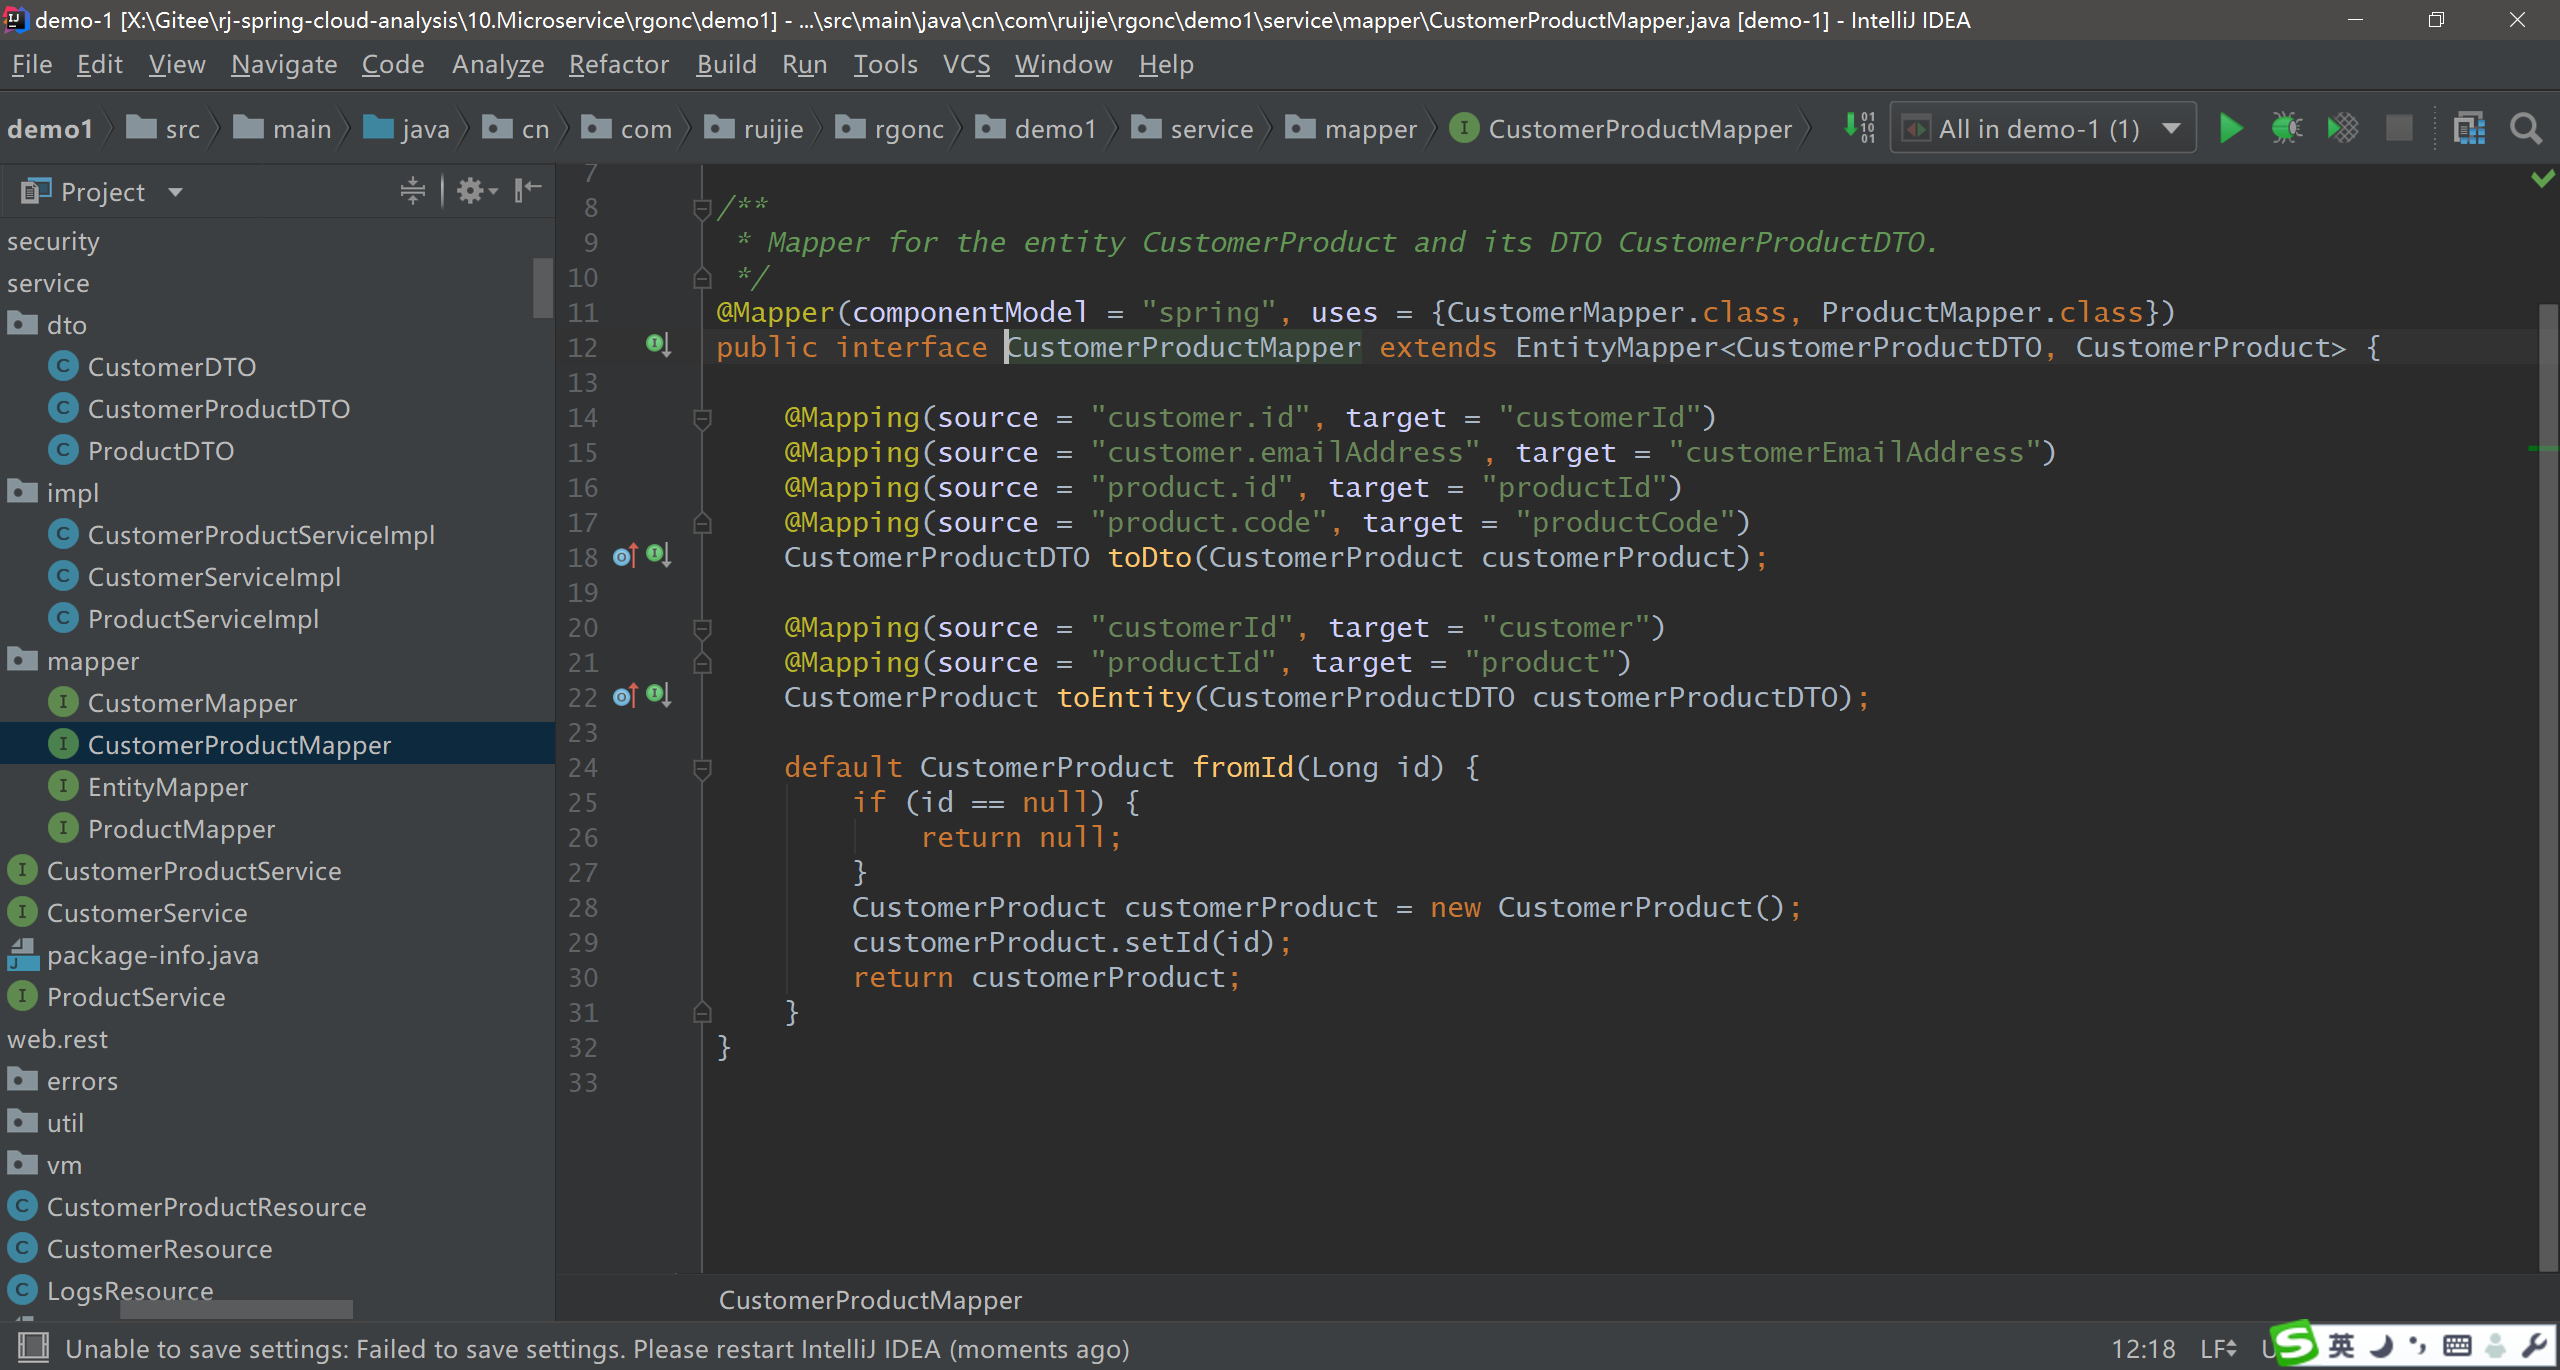 demo-1 [X:\Gitee\rj-spring-cloud-analysis\10.Microservice\rgonc\demo1] - ...\src\main\java\cn\com\ruijie\rgonc\demo1\service\mapper\CustomerProductMapper.java [demo-1] - IntelliJ IDEA
File Edit View Navigate Code Analyze Refactor Build Run Tools VCS Window Help
demo1 src main java cn com ruijie rgonc demo1 service mapper CustomerProductMapper All in demo-1 (1)
Project
security
service
dto
CustomerDTO
CustomerProductDTO
ProductDTO
impl
CustomerProductServiceImpl
CustomerServiceImpl
ProductServiceImpl
mapper
CustomerMapper
CustomerProductMapper
EntityMapper
ProductMapper
CustomerProductService
CustomerService
package-info.java
ProductService
web.rest
errors
util
vm
CustomerProductResource
CustomerResource
LogsResource
7
8 /**
9 * Mapper for the entity CustomerProduct and its DTO CustomerProductDTO.
10 */
11 @Mapper(componentModel = "spring", uses = {CustomerMapper.class, ProductMapper.class})
12 public interface CustomerProductMapper extends EntityMapper<CustomerProductDTO, CustomerProduct> {
13
14 @Mapping(source = "customer.id", target = "customerId")
15 @Mapping(source = "customer.emailAddress", target = "customerEmailAddress")
16 @Mapping(source = "product.id", target = "productId")
17 @Mapping(source = "product.code", target = "productCode")
18 CustomerProductDTO toDto(CustomerProduct customerProduct);
19
20 @Mapping(source = "customerId", target = "customer")
21 @Mapping(source = "productId", target = "product")
22 CustomerProduct toEntity(CustomerProductDTO customerProductDTO);
23
24 default CustomerProduct fromId(Long id) {
25 if (id == null) {
26 return null;
27 }
28 CustomerProduct customerProduct = new CustomerProduct();
29 customerProduct.setId(id);
30 return customerProduct;
31 }
32 }
33
CustomerProductMapper
Unable to save settings: Failed to save settings. Please restart IntelliJ IDEA (moments ago)
12:18 LF 英